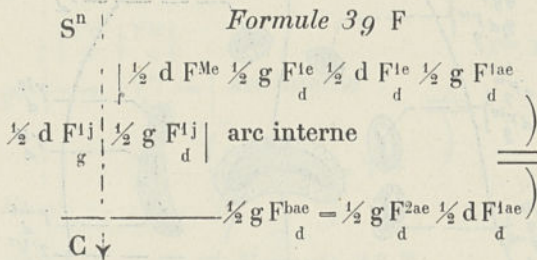 Sⁿ Formule 39 F
½ d Fᴹᵉ ½ g F¹ᵉ d ½ d F¹ᵉ d ½ g F¹ᵃᵉ d
½ d F¹ʲ g ½ g F¹ʲ d arc interne
½ g Fᵇᵃᵉ d = ½ g F²ᵃᵉ d ½ d F¹ᵃᵉ d
C